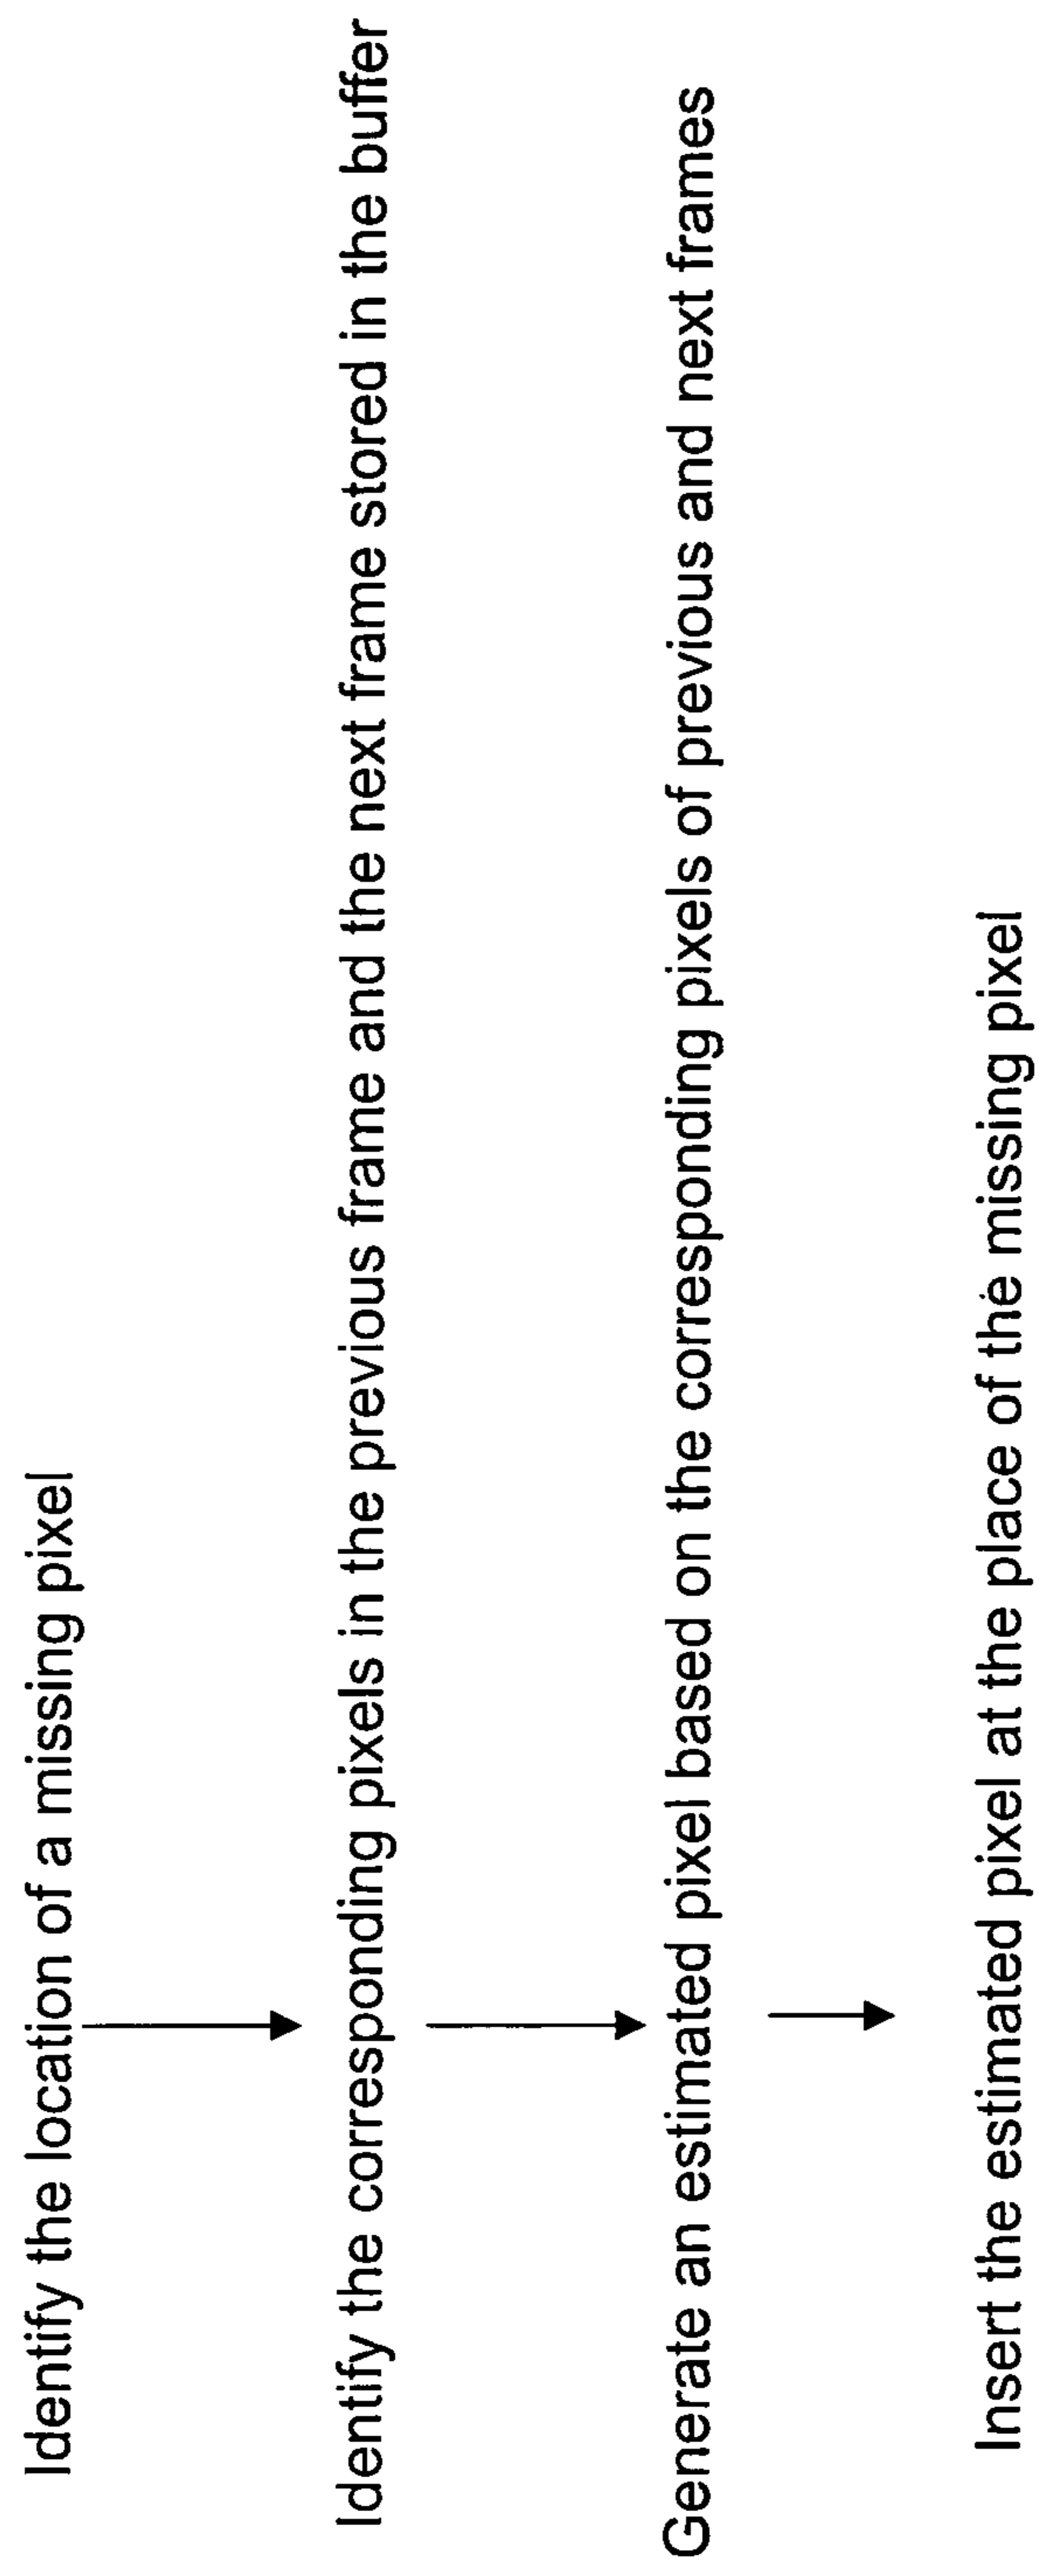 Identify the location of a missing pixel
Identify the corresponding pixels in the previous frame and the next frame stored in the buffer
Generate an estimated pixel based on the corresponding pixels of previous and next frames
Insert the estimated pixel at the place of the missing pixel